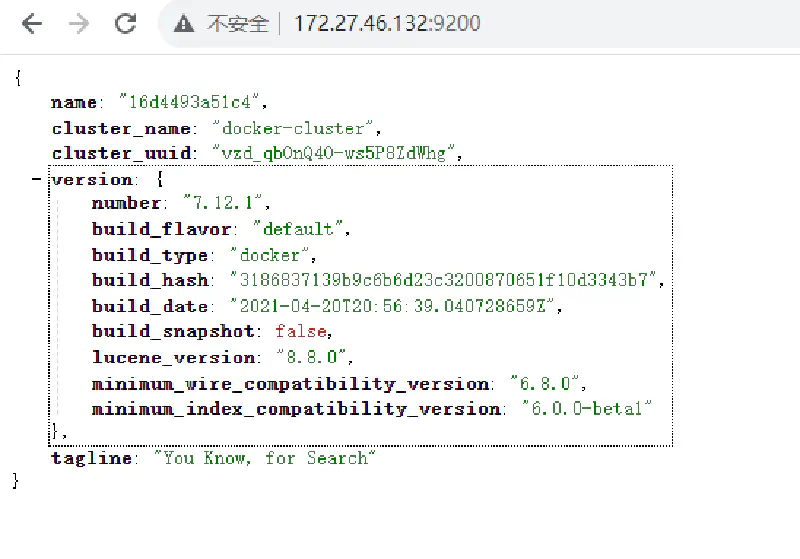 不安全 172.27.46.132:9200
{
name: "16d4493a51c4",
cluster_name: "docker-cluster",
cluster_uuid: "vzd_qbOnQ4O-ws5P8ZdWhg",
- version: {
number: "7.12.1",
build_flavor: "default",
build_type: "docker",
build_hash: "3186837139b9c6b6d23c3200870651f10d3343b7",
build_date: "2021-04-20T20:56:39.040728659Z",
build_snapshot: false,
lucene_version: "8.8.0",
minimum_wire_compatibility_version: "6.8.0",
minimum_index_compatibility_version: "6.0.0-beta1"
},
tagline: "You Know, for Search"
}